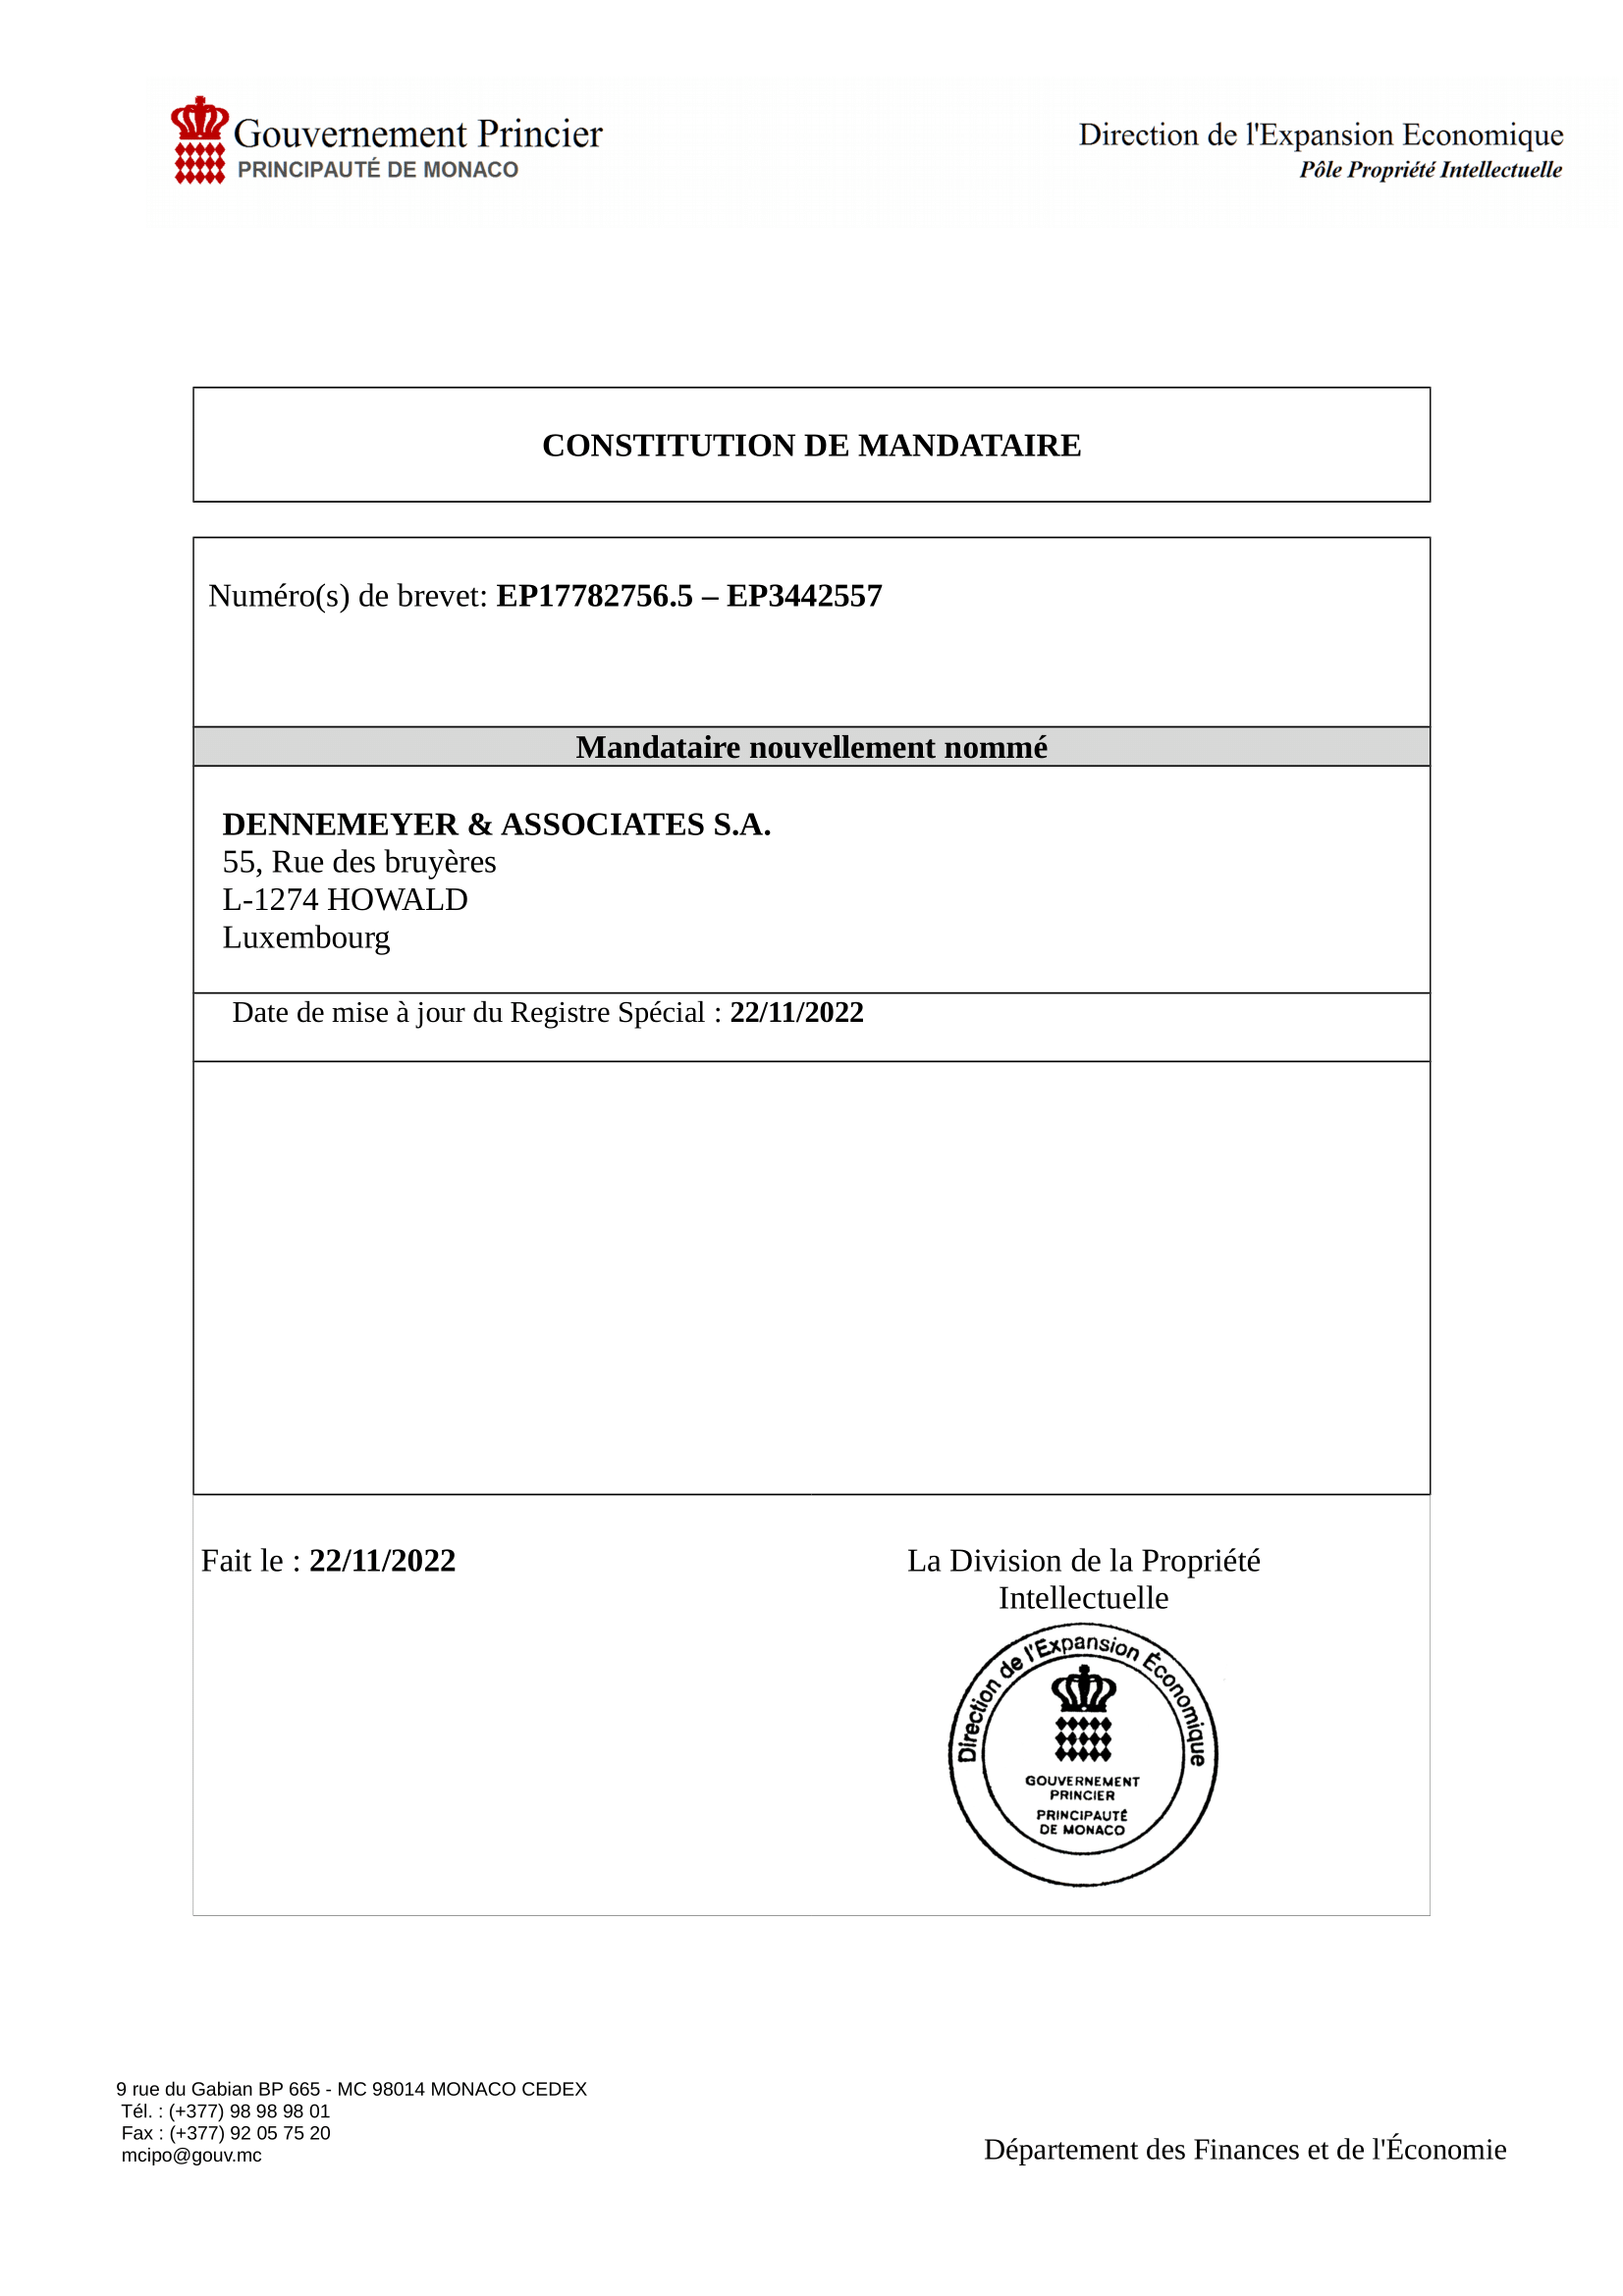 Gouvernement Princier
PRINCIPAUTÉ DE MONACO
Direction de l'Expansion Economique
Pôle Propriété Intellectuelle
CONSTITUTION DE MANDATAIRE
Numéro(s) de brevet: EP17782756.5 – EP3442557
Mandataire nouvellement nommé
DENNEMEYER & ASSOCIATES S.A.
55, Rue des bruyères
L-1274 HOWALD
Luxembourg
Date de mise à jour du Registre Spécial : 22/11/2022
Fait le : 22/11/2022
La Division de la Propriété
Intellectuelle
Direction de l'Expansion Économique
GOUVERNEMENT
PRINCIER
PRINCIPAUTÉ
DE MONACO
9 rue du Gabian BP 665 - MC 98014 MONACO CEDEX
Tél. : (+377) 98 98 98 01
Fax : (+377) 92 05 75 20
mcipo@gouv.mc
Département des Finances et de l'Économie